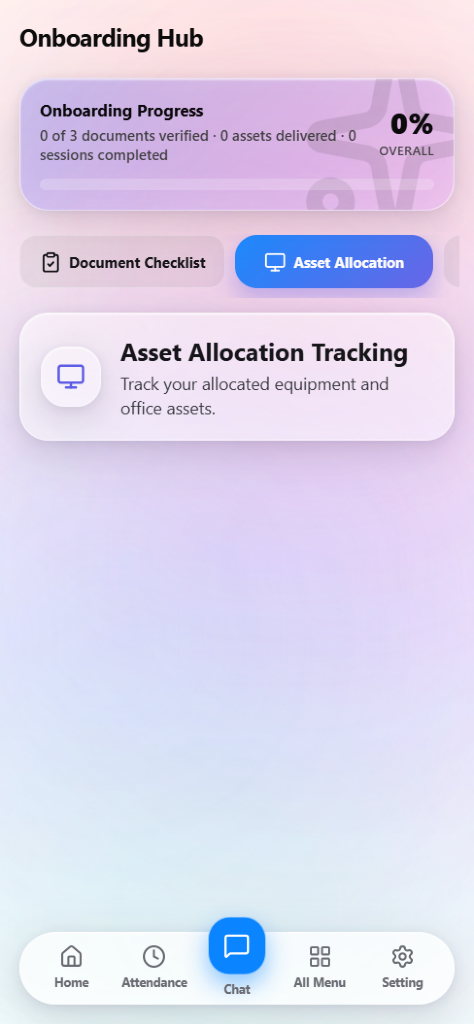 Onboarding Hub
Onboarding Progress
0 of 3 documents verified · 0 assets delivered · 0
sessions completed
0%
OVERALL
Document Checklist
Asset Allocation
Asset Allocation Tracking
Track your allocated equipment and
office assets.
Home
Attendance
Chat
All Menu
Setting